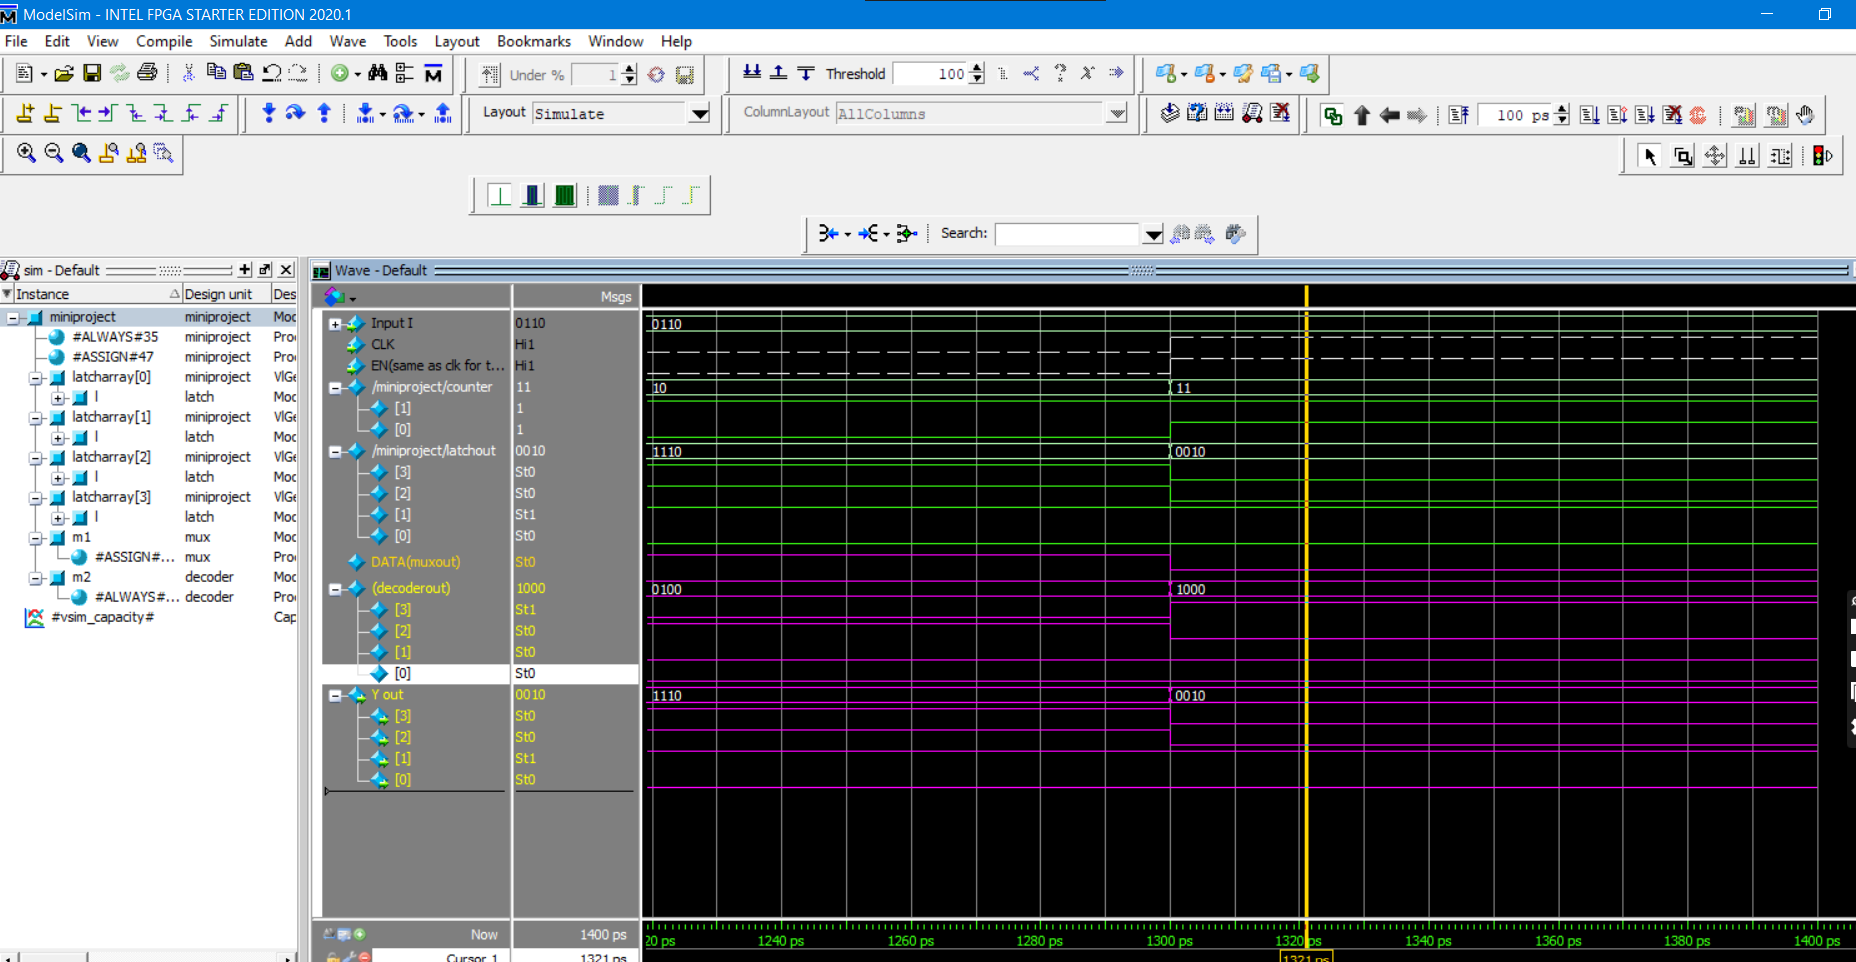 ModelSim - INTEL FPGA STARTER EDITION 2020.1
File Edit View Compile Simulate Add Wave Tools Layout Bookmarks Window Help
Under % 1 Threshold 100
Layout Simulate ColumnLayout AllColumns 100 ps
Search:
sim - Default
Instance Design unit Des
miniproject miniproject Moc
#ALWAYS#35 miniproject Pro
#ASSIGN#47 miniproject Pro
latcharray[0] miniproject VlGe
l latch Moc
latcharray[1] miniproject VlGe
l latch Moc
latcharray[2] miniproject VlGe
l latch Moc
latcharray[3] miniproject VlGe
l latch Moc
m1 mux Moc
#ASSIGN#... mux Pro
m2 decoder Moc
#ALWAYS#... decoder Pro
#vsim_capacity# Cap
Wave - Default
Msgs
Input I 0110 0110
CLK Hi1
EN(same as clk for t... Hi1
/miniproject/counter 11 10 11
[1] 1
[0] 1
/miniproject/latchout 0010 1110 0010
[3] St0
[2] St0
[1] St1
[0] St0
DATA(muxout) St0
(decoderout) 1000 0100 1000
[3] St1
[2] St0
[1] St0
[0] St0
Y out 0010 1110 0010
[3] St0
[2] St0
[1] St1
[0] St0
Now 1400 ps 20 ps 1240 ps 1260 ps 1280 ps 1300 ps 1320 ps 1340 ps 1360 ps 1380 ps 1400 ps
Cursor 1 1321 ps 1321 ps